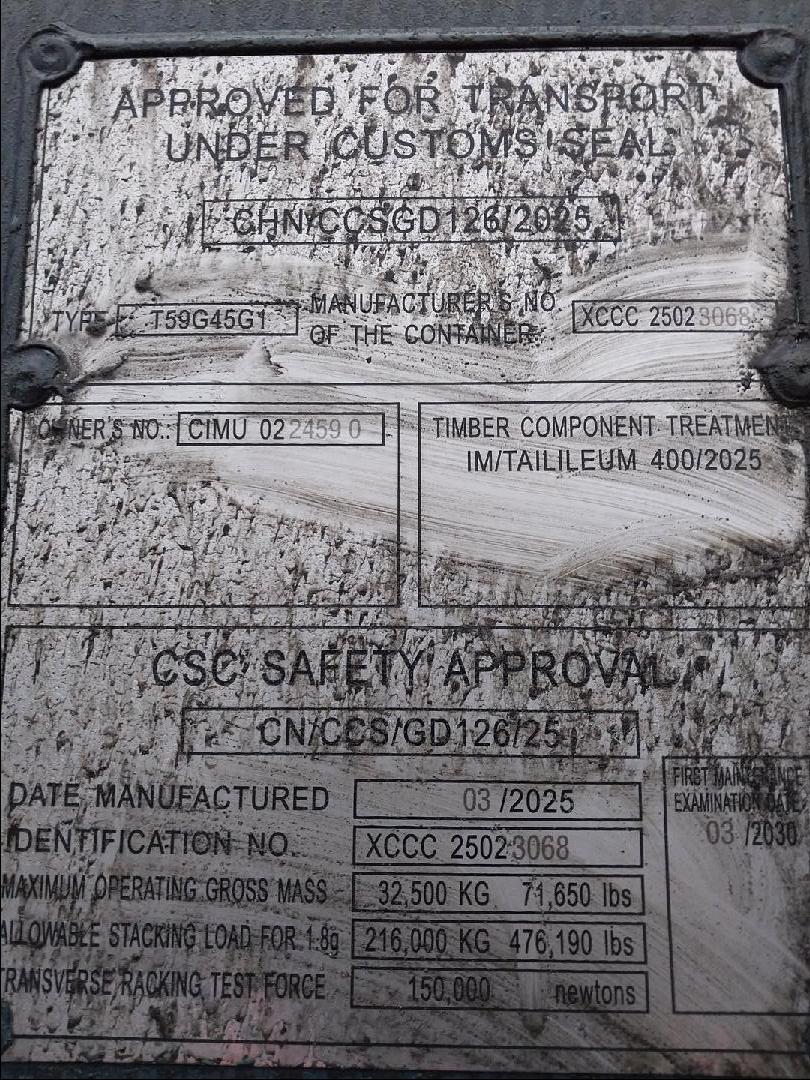 APPROVED FOR TRANSPORT
UNDER CUSTOMS SEAL
CHN/CCSGD126/2025
TYPE T59G45G1 MANUFACTURER'S NO. XCCC 25023068
OF THE CONTAINER:
OWNER'S NO.: CIMU 022459 0
TIMBER COMPONENT TREATMENT
IM/TAILILEUM 400/2025
CSC SAFETY APPROVAL
CN/CCS/GD126/25
DATE MANUFACTURED 03 /2025
IDENTIFICATION NO. XCCC 25023068
MAXIMUM OPERATING GROSS MASS 32,500 KG 71,650 lbs
ALLOWABLE STACKING LOAD FOR 1.8g 216,000 KG 476,190 lbs
TRANSVERSE RACKING TEST FORCE 150,000 newtons
FIRST MAINTENANCE
EXAMINATION DATE
03 /2030